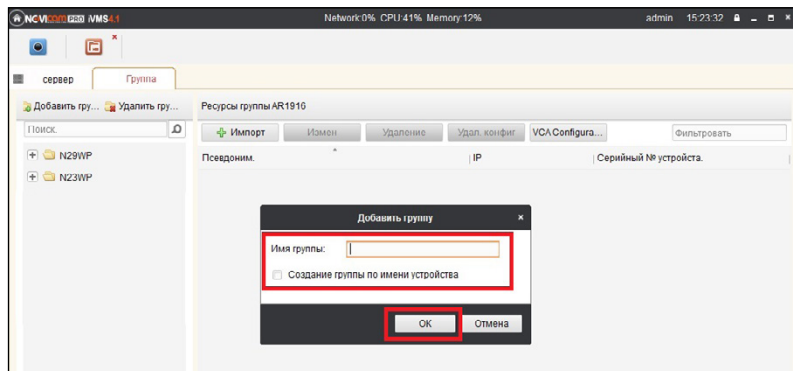 NOVICAM PRO iVMS4.1 Network:0% CPU:41% Memory:12% admin 15:23:32
сервер Группа
Добавить гру... Удалить гру... Ресурсы группы AR1916
Поиск. Импорт Измен Удаление Удал. конфиг VCA Configura... Фильтровать
N29WP Псевдоним. IP Серийный № устройства.
N23WP
Добавить группу
Имя группы:
Создание группы по имени устройства
OK Отмена